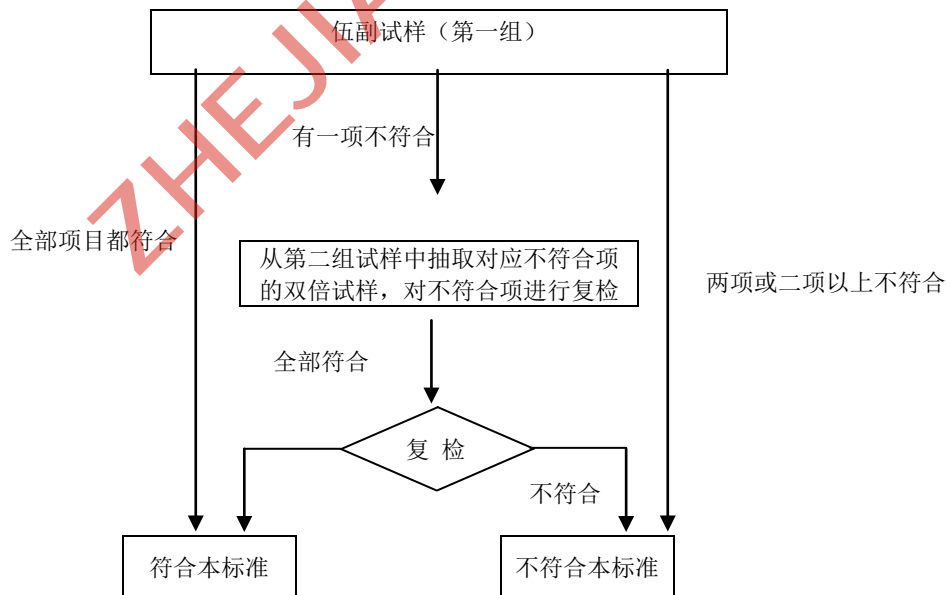 伍副试样（第一组）
有一项不符合
全部项目都符合
从第二组试样中抽取对应不符合项
的双倍试样，对不符合项进行复检
两项或二项以上不符合
全部符合
复 检
不符合
符合本标准
不符合本标准
ZHEJIA